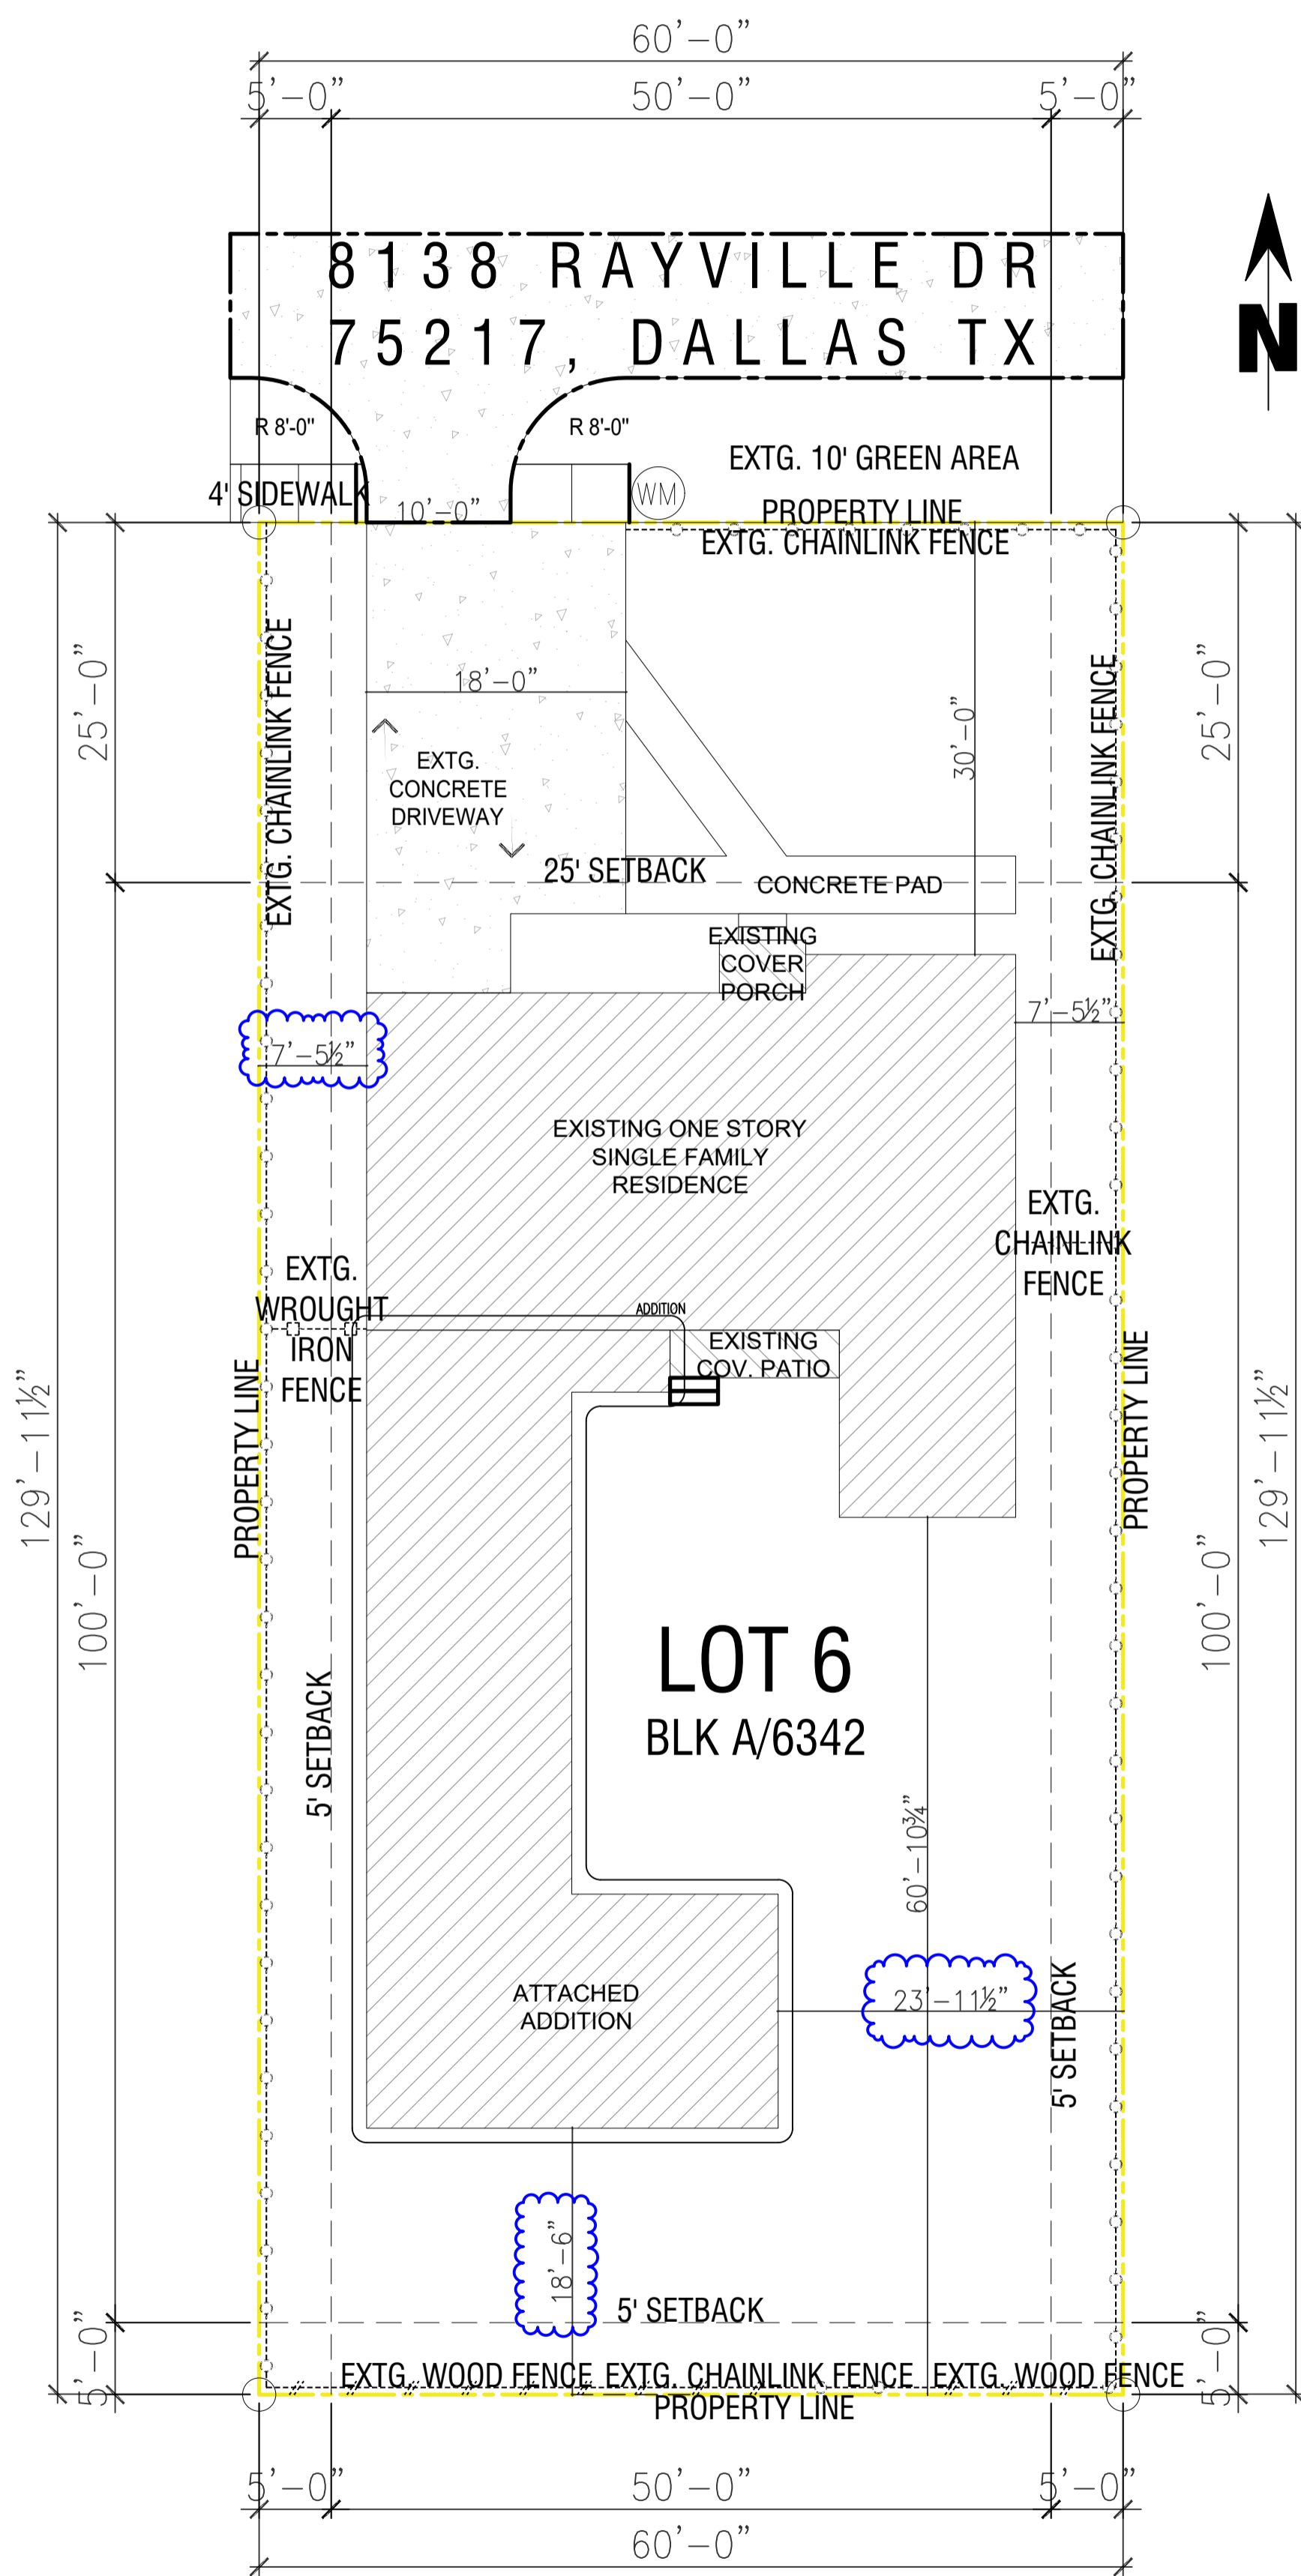 60'-0"
5'-0" 50'-0" 5'-0"
8138 RAYVILLE DR
75217, DALLAS TX
N
R 8'-0" R 8'-0"
EXTG. 10' GREEN AREA
4' SIDEWALK
10'-0"
WM
PROPERTY LINE
EXTG. CHAINLINK FENCE
25'-0"
EXTG. CHAINLINK FENCE
18'-0"
EXTG.
CONCRETE
DRIVEWAY
30'-0"
EXTG. CHAINLINK FENCE
25'-0"
25' SETBACK
CONCRETE PAD
EXISTING
COVER
PORCH
7'-5½"
7'-5½"
EXISTING ONE STORY
SINGLE FAMILY
RESIDENCE
EXTG.
CHAINLINK
FENCE
EXTG.
WROUGHT
IRON
FENCE
ADDITION
EXISTING
COV. PATIO
129'-11½"
PROPERTY LINE
PROPERTY LINE
129'-11½"
100'-0"
100'-0"
LOT 6
BLK A/6342
5' SETBACK
60'-10¾"
ATTACHED
ADDITION
23'-11½"
5' SETBACK
18'-6"
5' SETBACK
5'-0"
5'-0"
EXTG. WOOD FENCE EXTG. CHAINLINK FENCE EXTG. WOOD FENCE
PROPERTY LINE
5'-0" 50'-0" 5'-0"
60'-0"